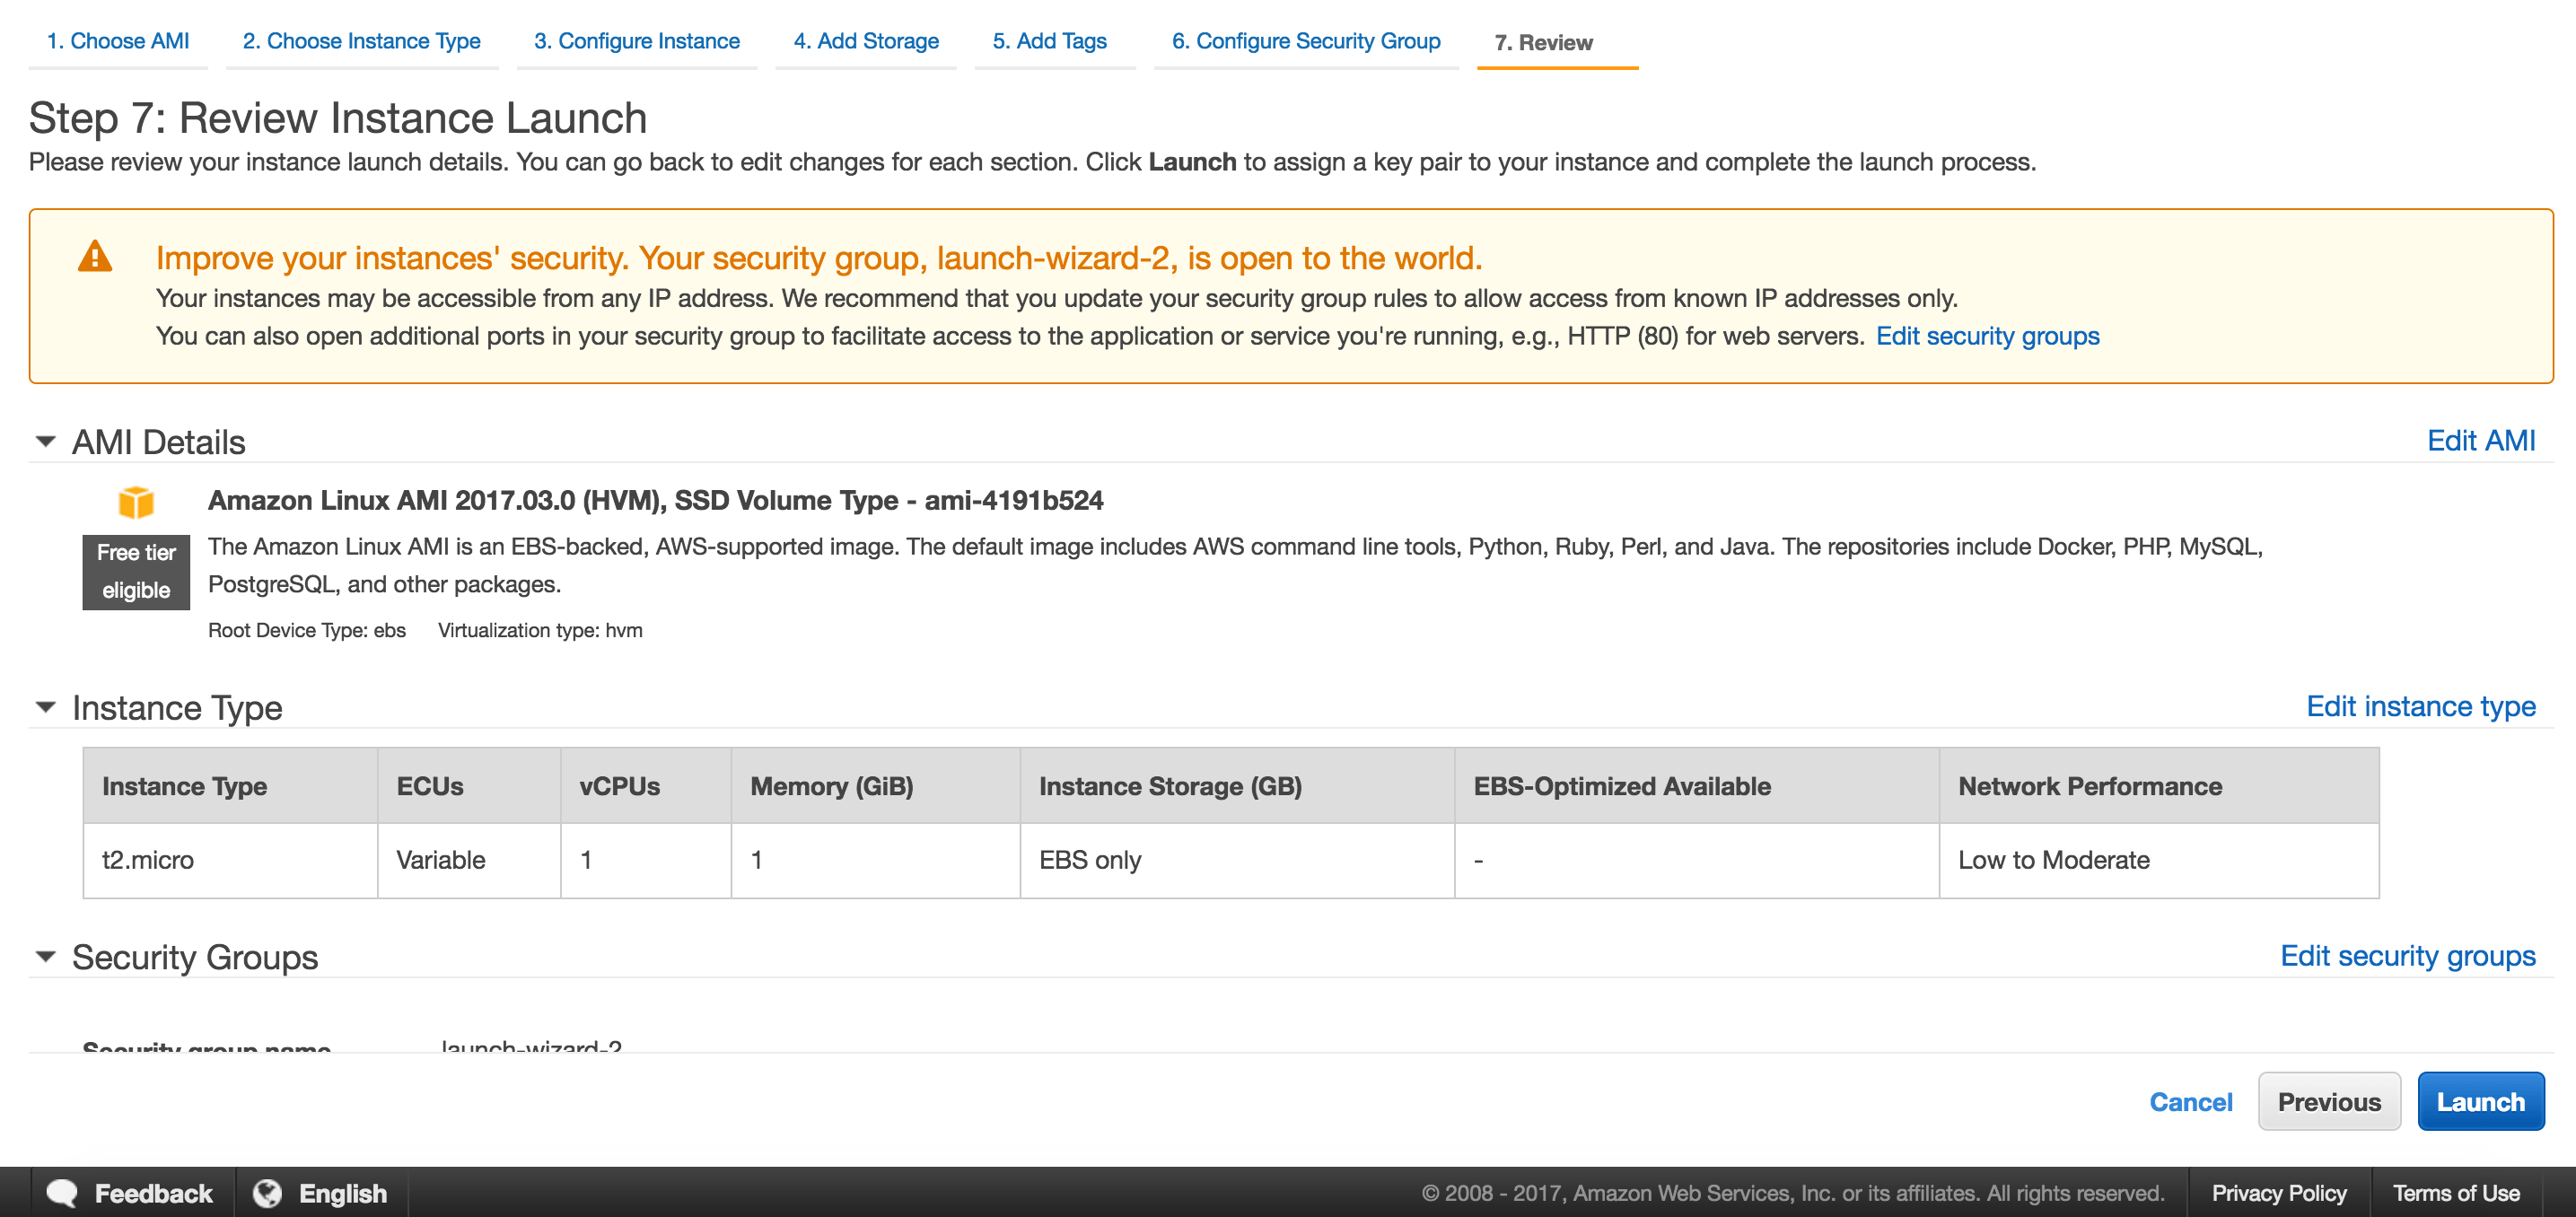 1. Choose AMI 2. Choose Instance Type 3. Configure Instance 4. Add Storage 5. Add Tags 6. Configure Security Group 7. Review
Step 7: Review Instance Launch
Please review your instance launch details. You can go back to edit changes for each section. Click Launch to assign a key pair to your instance and complete the launch process.
Improve your instances' security. Your security group, launch-wizard-2, is open to the world.
Your instances may be accessible from any IP address. We recommend that you update your security group rules to allow access from known IP addresses only.
You can also open additional ports in your security group to facilitate access to the application or service you're running, e.g., HTTP (80) for web servers. Edit security groups
AMI Details Edit AMI
Amazon Linux AMI 2017.03.0 (HVM), SSD Volume Type - ami-4191b524
Free tier eligible
The Amazon Linux AMI is an EBS-backed, AWS-supported image. The default image includes AWS command line tools, Python, Ruby, Perl, and Java. The repositories include Docker, PHP, MySQL,
PostgreSQL, and other packages.
Root Device Type: ebs Virtualization type: hvm
Instance Type Edit instance type
Instance Type ECUs vCPUs Memory (GiB) Instance Storage (GB) EBS-Optimized Available Network Performance
t2.micro Variable 1 1 EBS only - Low to Moderate
Security Groups Edit security groups
Security group name launch-wizard-2
Cancel Previous Launch
Feedback English © 2008 - 2017, Amazon Web Services, Inc. or its affiliates. All rights reserved. Privacy Policy Terms of Use